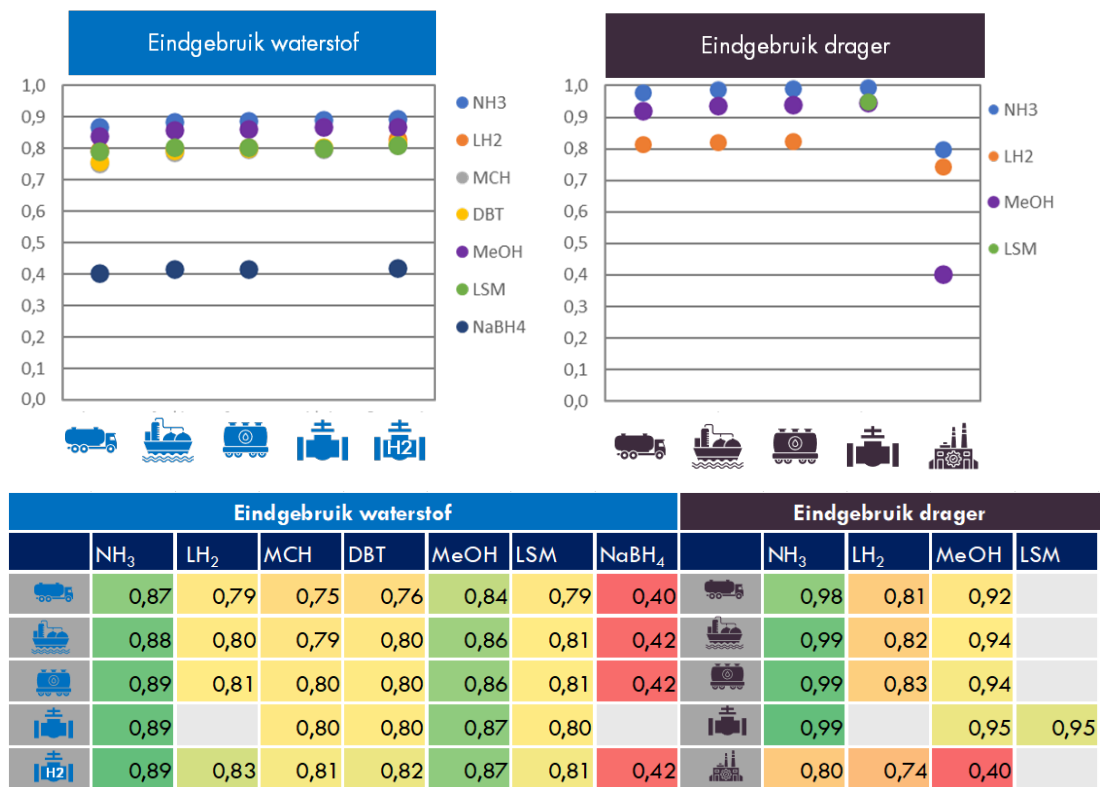 Eindgebruik waterstof
1,0
0,9
0,8
0,7
0,6
0,5
0,4
0,3
0,2
0,1
0,0
NH3
LH2
MCH
DBT
MeOH
LSM
NaBH4
H2
Eindgebruik drager
1,0
0,9
0,8
0,7
0,6
0,5
0,4
0,3
0,2
0,1
0,0
NH3
LH2
MeOH
LSM
Eindgebruik waterstof Eindgebruik drager
NH₃ LH₂ MCH DBT MeOH LSM NaBH₄ NH₃ LH₂ MeOH LSM
0,87 0,79 0,75 0,76 0,84 0,79 0,40 0,98 0,81 0,92
0,88 0,80 0,79 0,80 0,86 0,81 0,42 0,99 0,82 0,94
0,89 0,81 0,80 0,80 0,86 0,81 0,42 0,99 0,83 0,94
0,89 0,80 0,80 0,87 0,80 0,99 0,95 0,95
H2 0,89 0,83 0,81 0,82 0,87 0,81 0,42 0,80 0,74 0,40